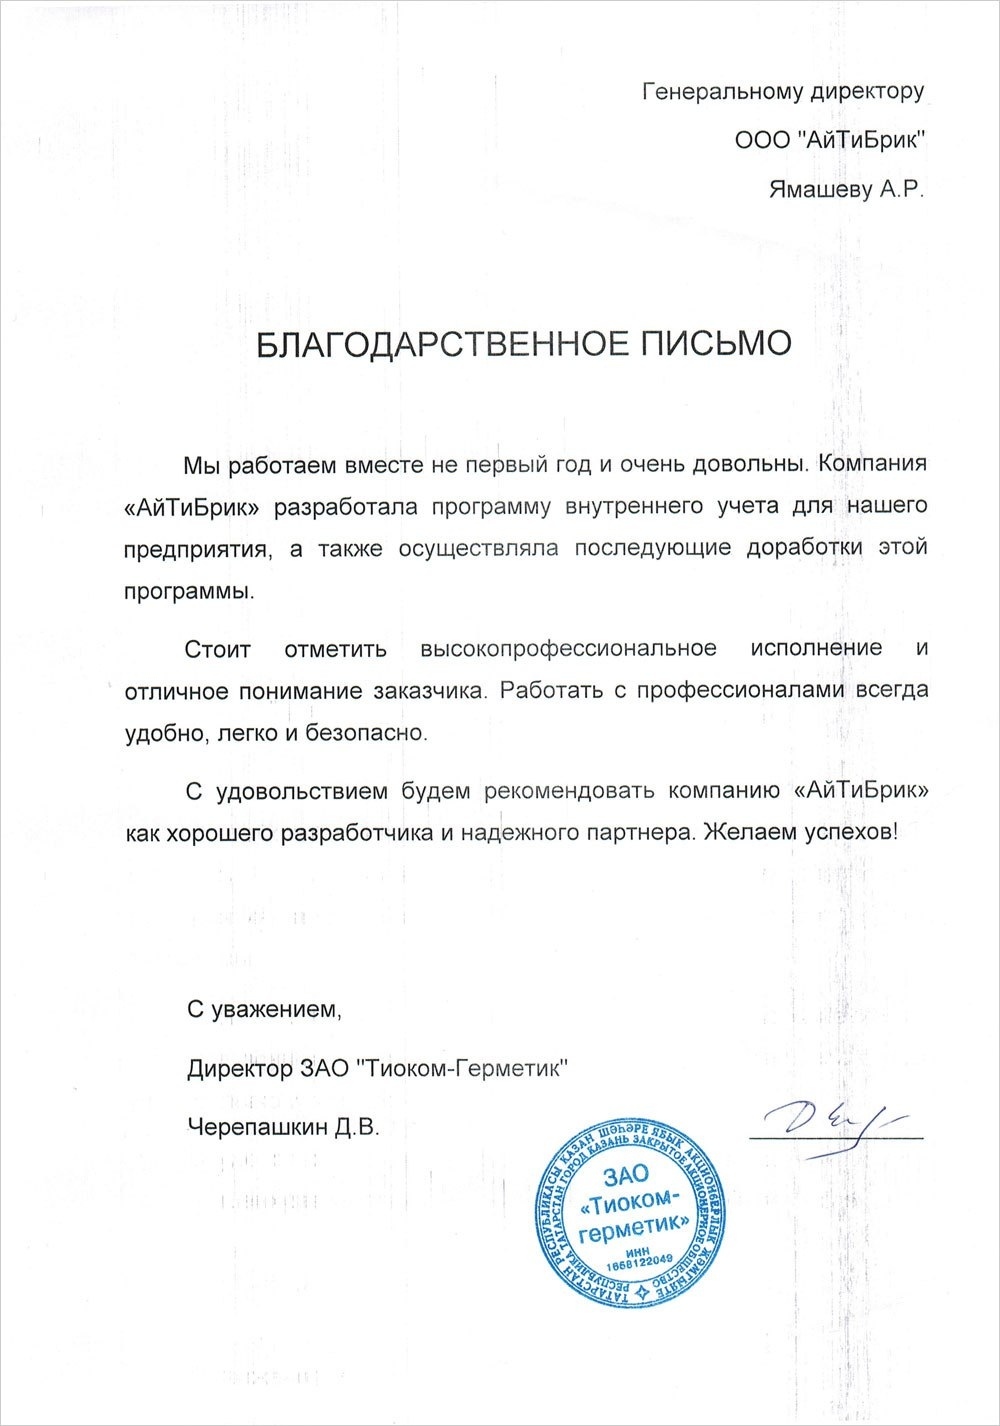 Генеральному директору
ООО "АйТиБрик"
Ямашеву А.Р.
БЛАГОДАРСТВЕННОЕ ПИСЬМО
Мы работаем вместе не первый год и очень довольны. Компания
«АйТиБрик» разработала программу внутреннего учета для нашего
предприятия, а также осуществляла последующие доработки этой
программы.
Стоит отметить высокопрофессиональное исполнение и
отличное понимание заказчика. Работать с профессионалами всегда
удобно, легко и безопасно.
С удовольствием будем рекомендовать компанию «АйТиБрик»
как хорошего разработчика и надежного партнера. Желаем успехов!
С уважением,
Директор ЗАО "Тиоком-Герметик"
Черепашкин Д.В.
ТАТАРСТАН РЕСПУБЛИКАСЫ КАЗАН ШӘҺӘРЕ ЯБЫК АКЦИОНЕРЛЫК ҖӘМГЫЯТЕ
РЕСПУБЛИКА ТАТАРСТАН ГОРОД КАЗАНЬ ЗАКРЫТОЕ АКЦИОНЕРНОЕ ОБЩЕСТВО
ЗАО
«Тиоком-
герметик»
ИНН
1658122049